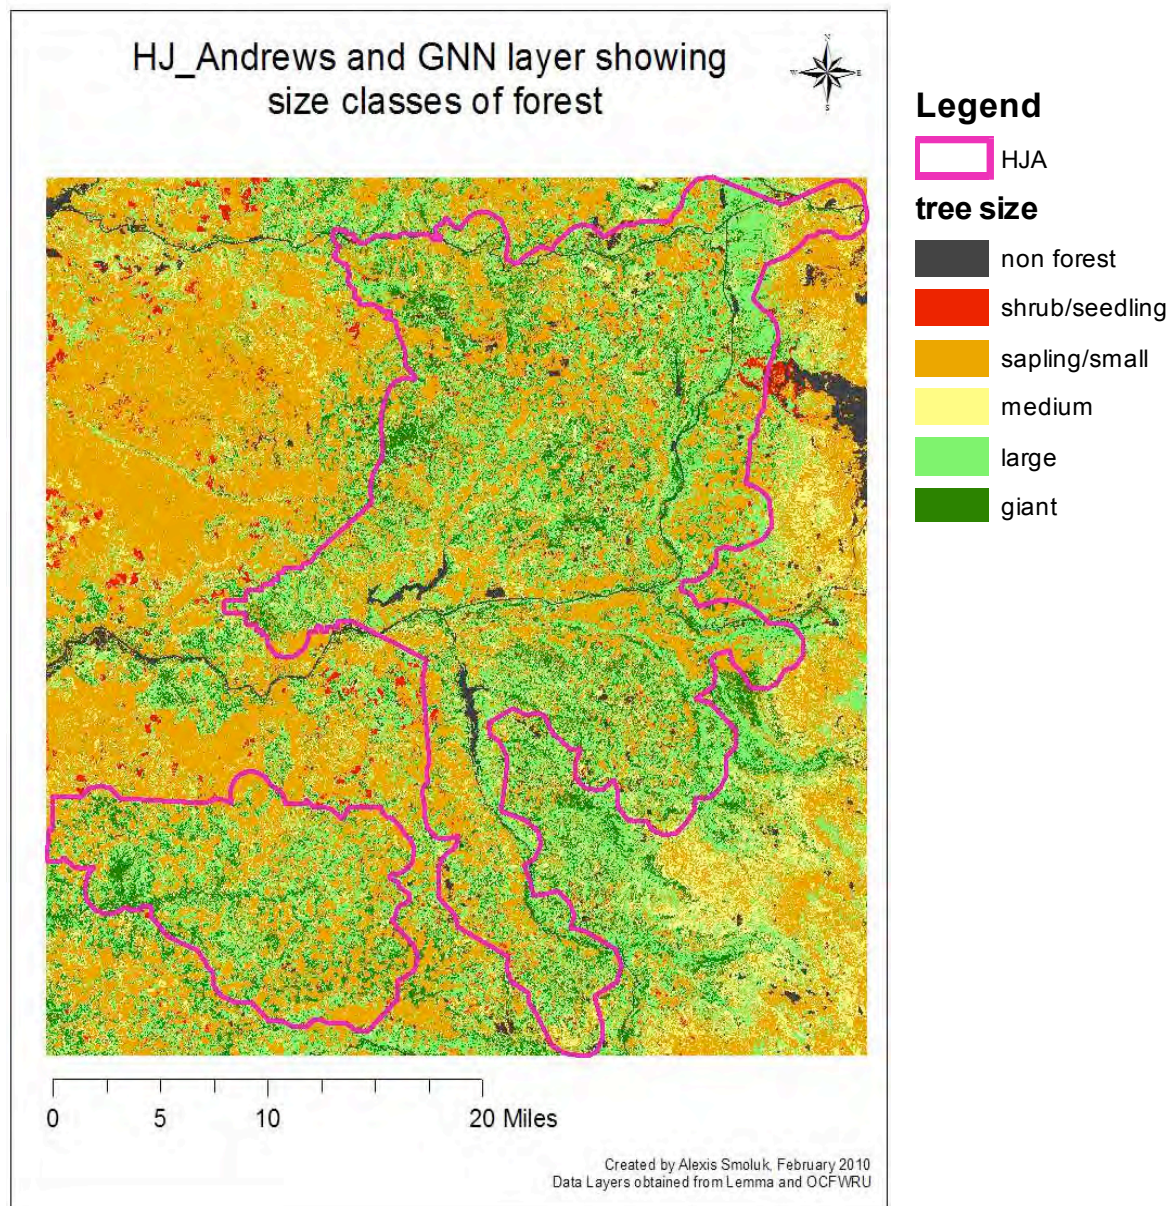 HJ_Andrews and GNN layer showing
size classes of forest
N
W
E
S
Legend
HJA
tree size
non forest
shrub/seedling
sapling/small
medium
large
giant
0 5 10 20 Miles
Created by Alexis Smoluk, February 2010
Data Layers obtained from Lemma and OCFWRU